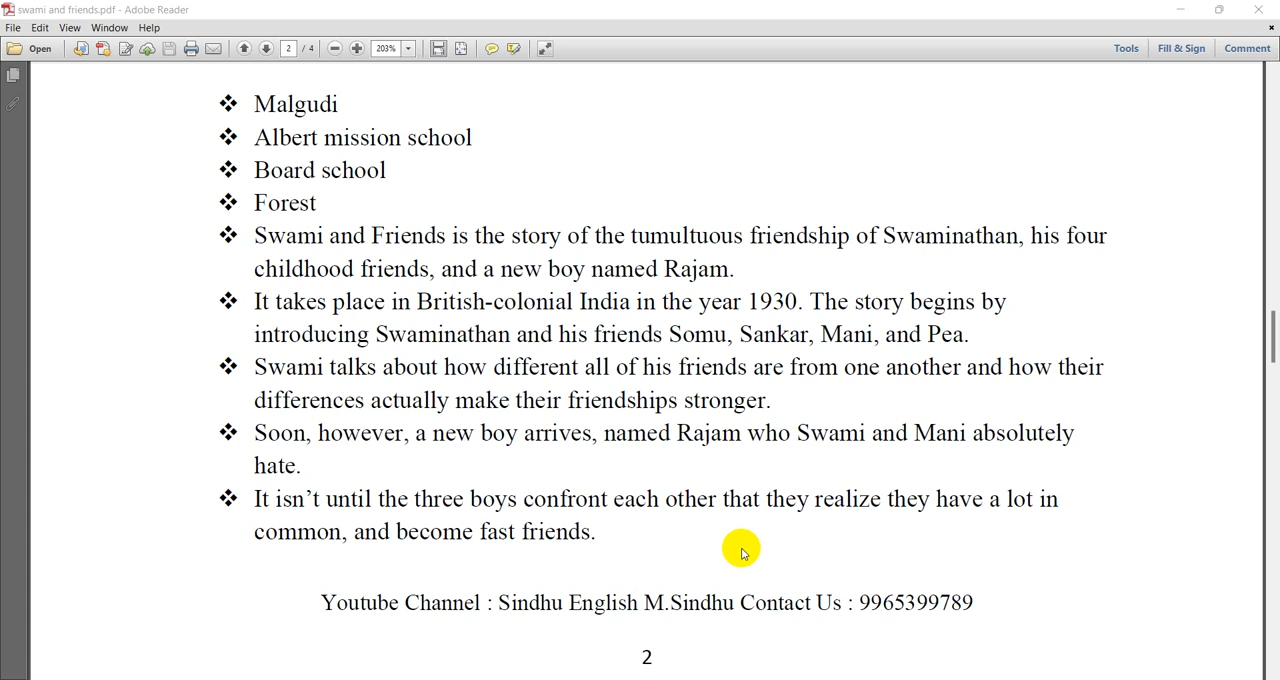 swami and friends.pdf - Adobe Reader
File Edit View Window Help
Open 2 / 4 203% Tools Fill & Sign Comment
❖ Malgudi
❖ Albert mission school
❖ Board school
❖ Forest
❖ Swami and Friends is the story of the tumultuous friendship of Swaminathan, his four
childhood friends, and a new boy named Rajam.
❖ It takes place in British-colonial India in the year 1930. The story begins by
introducing Swaminathan and his friends Somu, Sankar, Mani, and Pea.
❖ Swami talks about how different all of his friends are from one another and how their
differences actually make their friendships stronger.
❖ Soon, however, a new boy arrives, named Rajam who Swami and Mani absolutely
hate.
❖ It isn’t until the three boys confront each other that they realize they have a lot in
common, and become fast friends.
Youtube Channel : Sindhu English M.Sindhu Contact Us : 9965399789
2